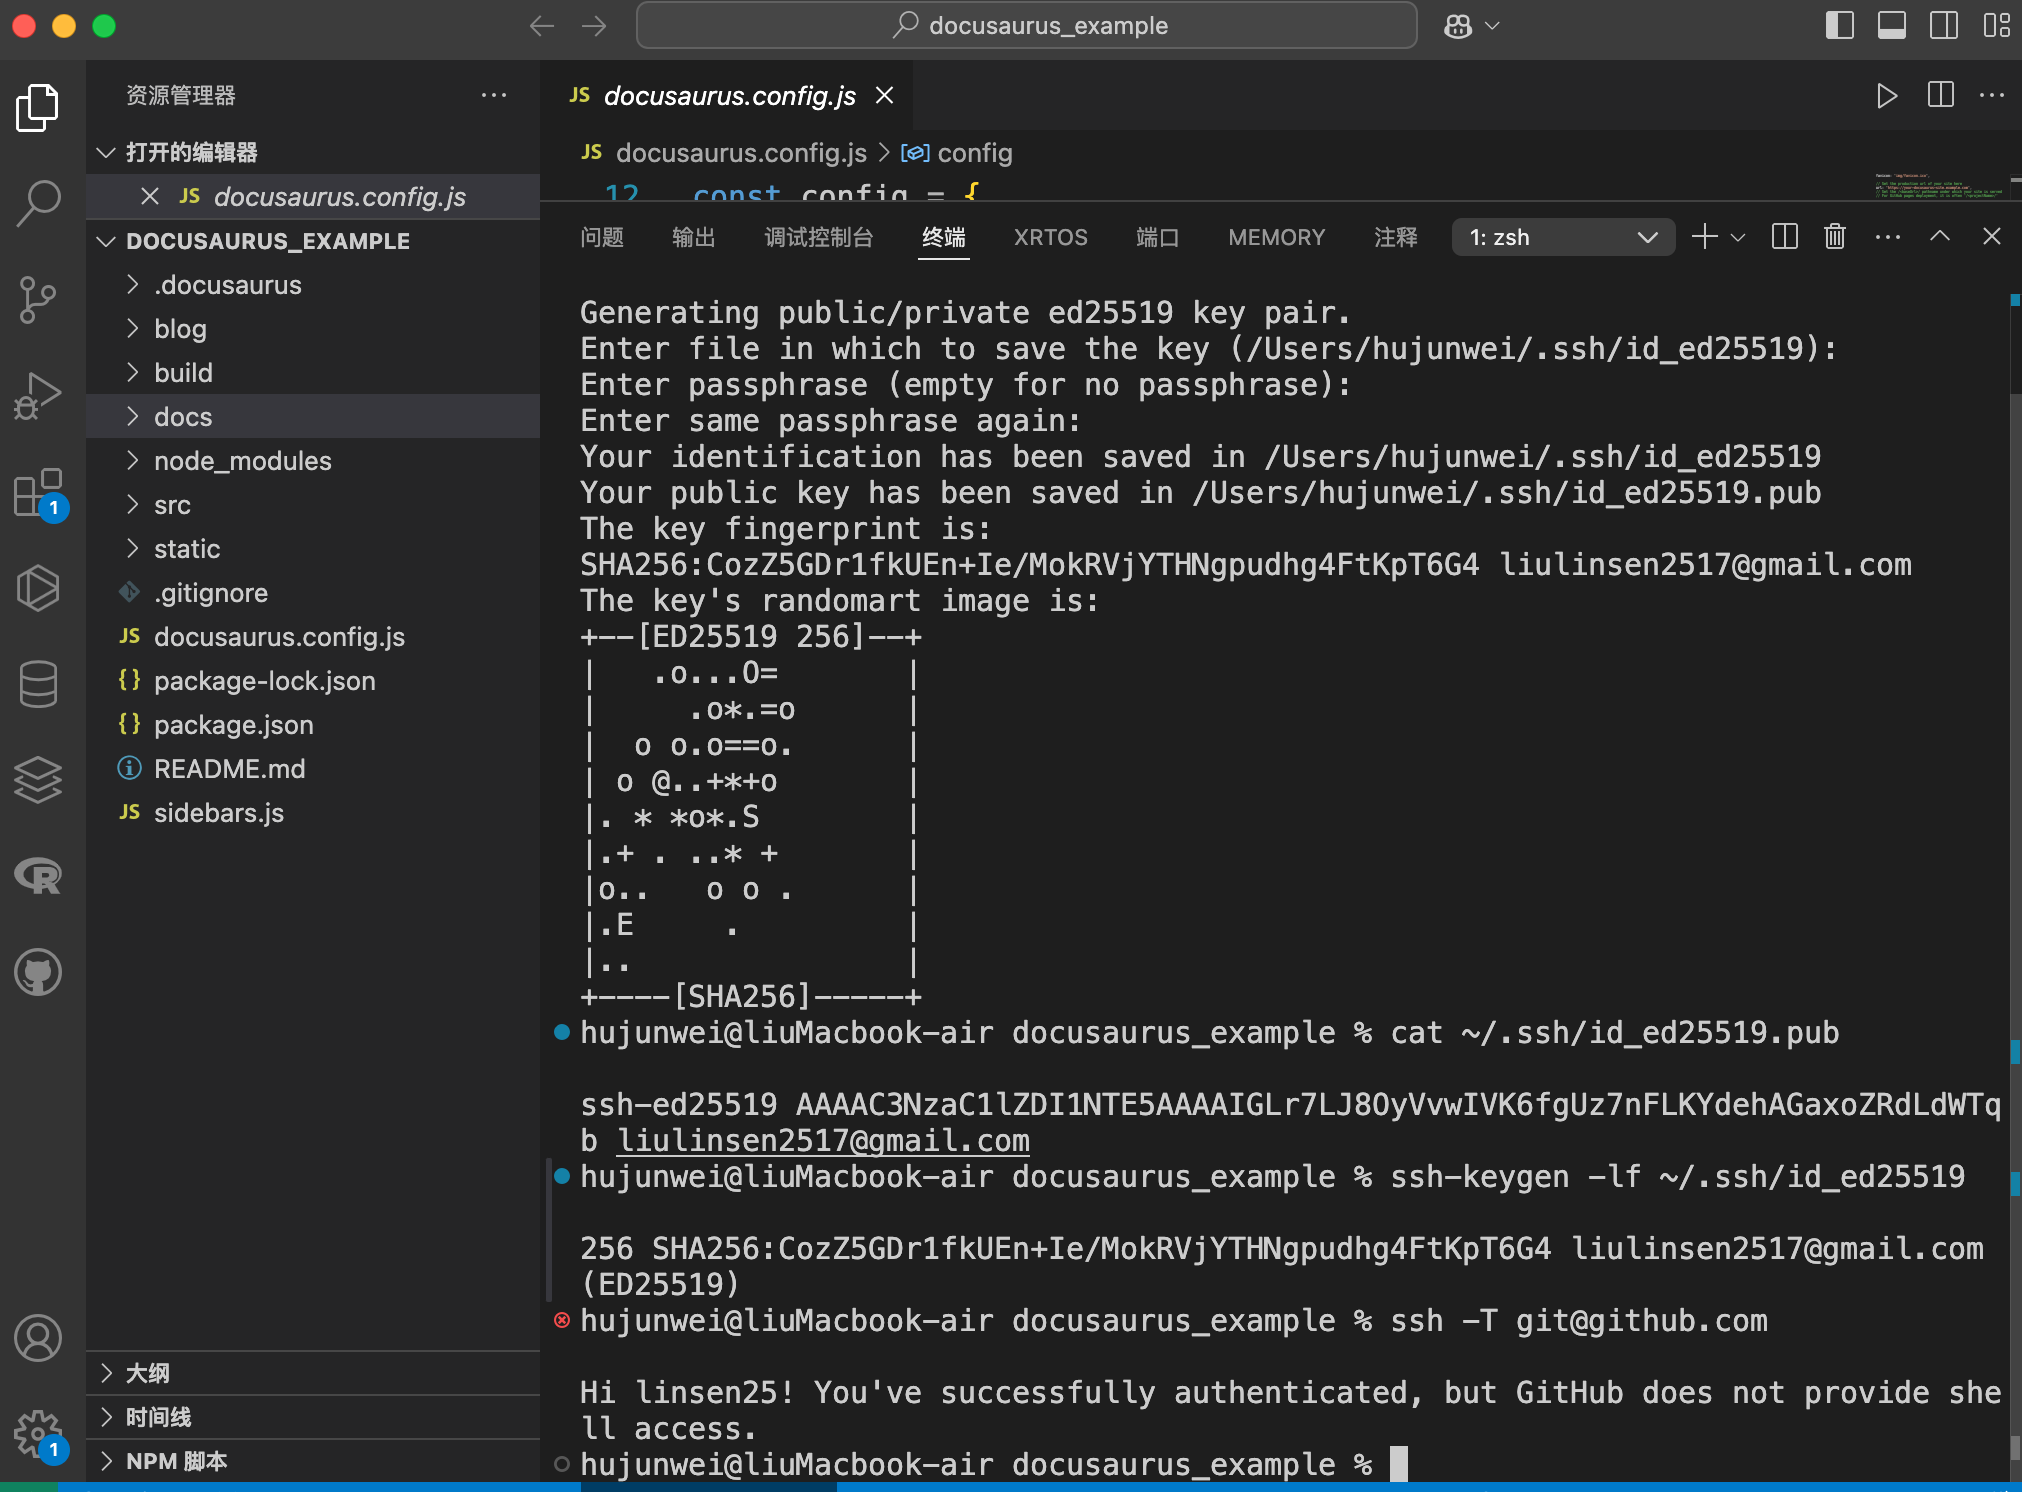 docusaurus_example
资源管理器
打开的编辑器
JS docusaurus.config.js
DOCUSAURUS_EXAMPLE
.docusaurus
blog
build
docs
node_modules
src
static
.gitignore
JS docusaurus.config.js
{} package-lock.json
{} package.json
README.md
JS sidebars.js
大纲
时间线
NPM 脚本
1
1
JS docusaurus.config.js
JS docusaurus.config.js > config
12 const config = {
问题 输出 调试控制台 终端 XRTOS 端口 MEMORY 注释 1: zsh
Generating public/private ed25519 key pair.
Enter file in which to save the key (/Users/hujunwei/.ssh/id_ed25519):
Enter passphrase (empty for no passphrase):
Enter same passphrase again:
Your identification has been saved in /Users/hujunwei/.ssh/id_ed25519
Your public key has been saved in /Users/hujunwei/.ssh/id_ed25519.pub
The key fingerprint is:
SHA256:CozZ5GDr1fkUEn+Ie/MokRVjYTHNgpudhg4FtKpT6G4 liulinsen2517@gmail.com
The key's randomart image is:
+--[ED25519 256]--+
|   .o...O=       |
|     .o*.=o      |
|  o o.o==o.      |
| o @..+*+o       |
|. * *o*.S        |
|.+ . ..* +       |
|o..   o o .      |
|.E     .         |
|..               |
+----[SHA256]-----+
hujunwei@liuMacbook-air docusaurus_example % cat ~/.ssh/id_ed25519.pub
ssh-ed25519 AAAAC3NzaC1lZDI1NTE5AAAAIGLr7LJ8OyVvwIVK6fgUz7nFLKYdehAGaxoZRdLdWTq
b liulinsen2517@gmail.com
hujunwei@liuMacbook-air docusaurus_example % ssh-keygen -lf ~/.ssh/id_ed25519
256 SHA256:CozZ5GDr1fkUEn+Ie/MokRVjYTHNgpudhg4FtKpT6G4 liulinsen2517@gmail.com
(ED25519)
hujunwei@liuMacbook-air docusaurus_example % ssh -T git@github.com
Hi linsen25! You've successfully authenticated, but GitHub does not provide she
ll access.
hujunwei@liuMacbook-air docusaurus_example %